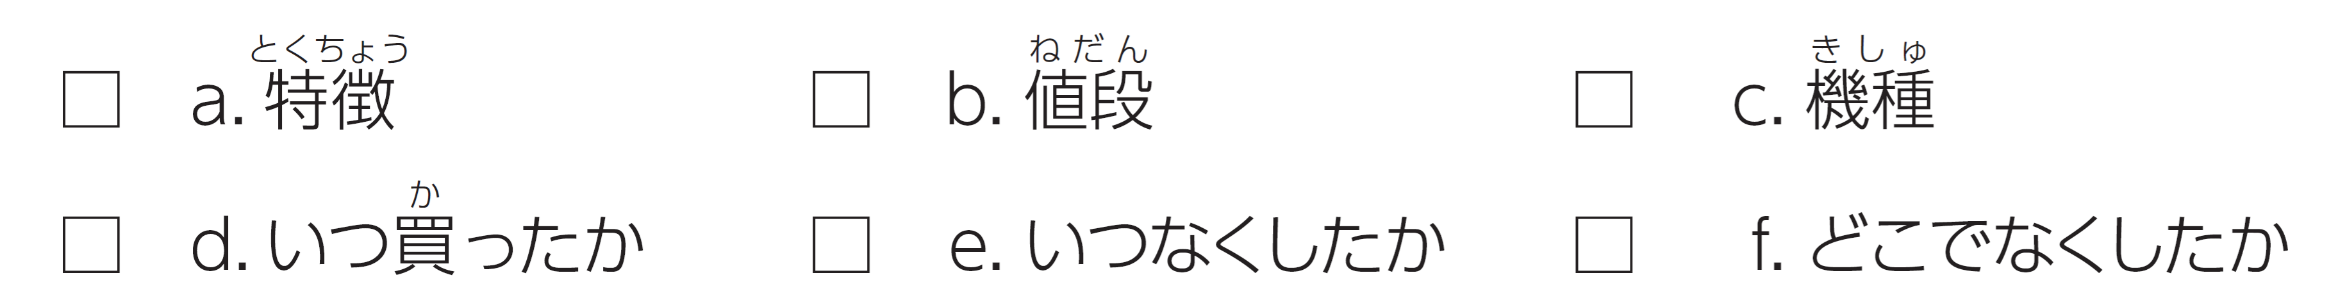 とくちょう ねだん きしゅ
□ a. 特徴 □ b. 値段 □ c. 機種
か
□ d. いつ買ったか □ e. いつなくしたか □ f. どこでなくしたか